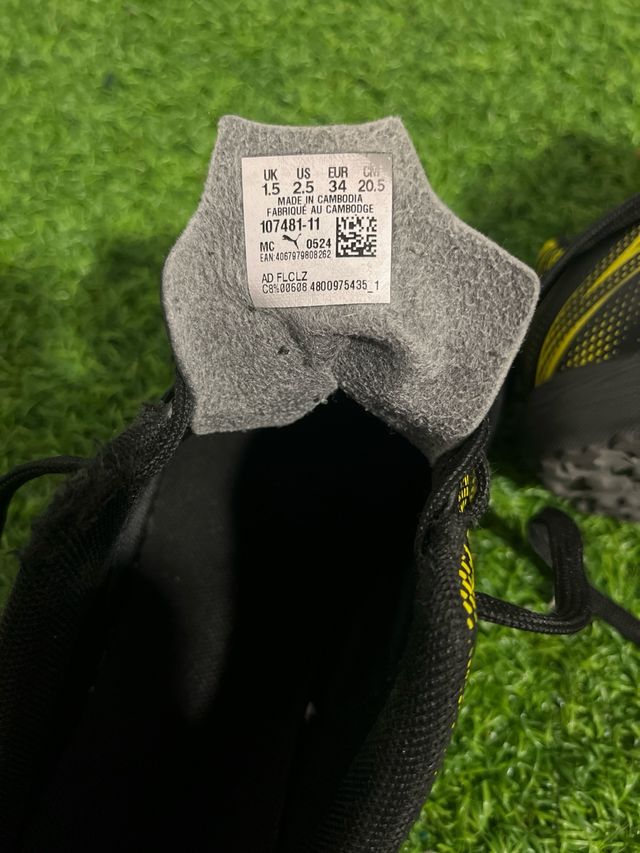 UK US EUR CM
1.5 2.5 34 20.5
MADE IN CAMBODIA
FABRIQUÉ AU CAMBODGE
107481-11
MC 0524
EAN:4067979808262
AD FLCLZ
C8%00608 4800975435_1